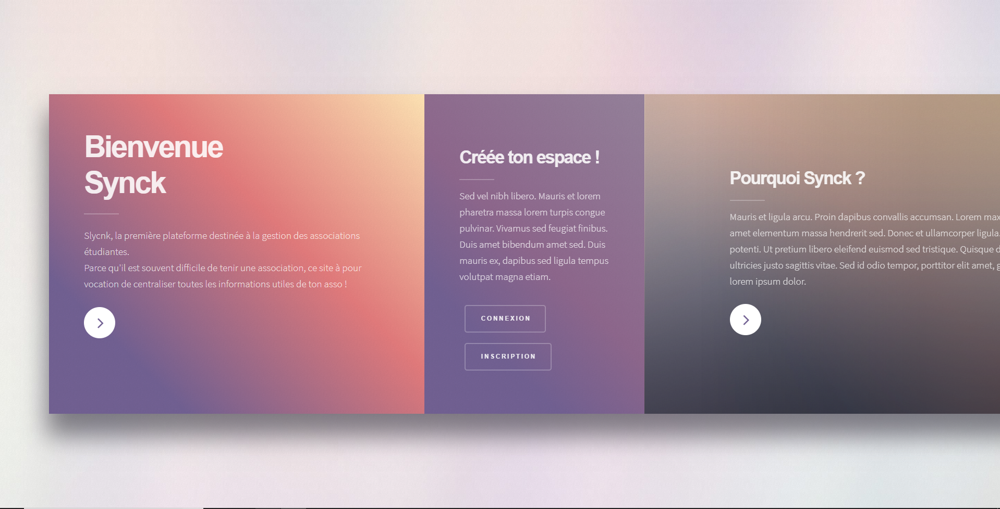 Bienvenue
Synck
Slycnk, la première plateforme destinée à la gestion des associations
étudiantes.
Parce qu'il est souvent difficile de tenir une association, ce site à pour
vocation de centraliser toutes les informations utiles de ton asso !
Créée ton espace !
Sed vel nibh libero. Mauris et lorem
pharetra massa lorem turpis congue
pulvinar. Vivamus sed feugiat finibus.
Duis amet bibendum amet sed. Duis
mauris ex, dapibus sed ligula tempus
volutpat magna etiam.
CONNEXION
INSCRIPTION
Pourquoi Synck ?
Mauris et ligula arcu. Proin dapibus convallis accumsan. Lorem max
amet elementum massa hendrerit sed. Donec et ullamcorper ligula.
potenti. Ut pretium libero eleifend euismod sed tristique. Quisque
ultricies justo sagittis vitae. Sed id odio tempor, porttitor elit amet,
lorem ipsum dolor.